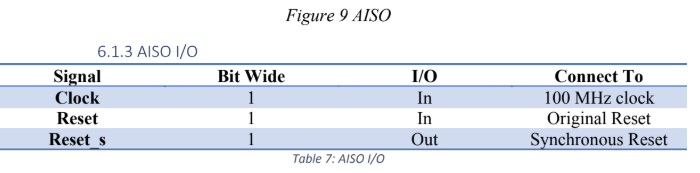 Figure 9 AISO
6.1.3 AISO I/O
Signal Bit Wide I/O Connect To
Clock 1 In 100 MHz clock
Reset 1 In Original Reset
Reset_s 1 Out Synchronous Reset
Table 7: AISO I/O